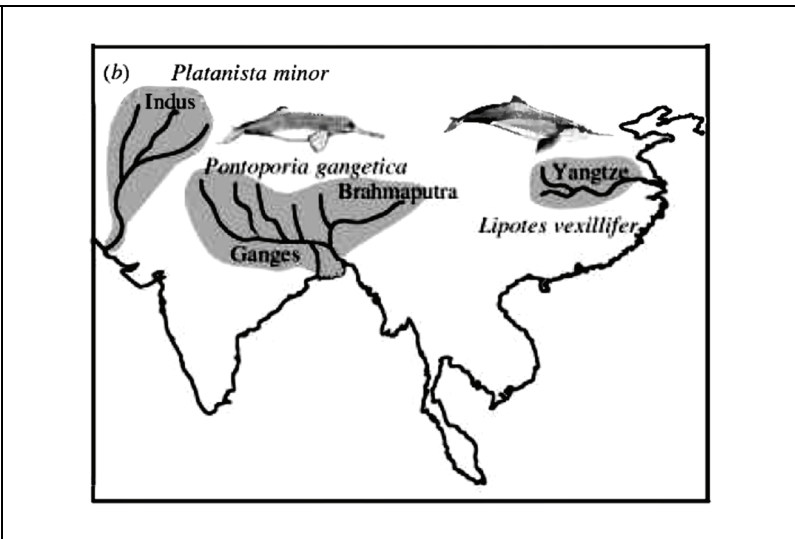 (b) Platanista minor
Indus
Pontoporia gangetica
Brahmaputra
Yangtze
Lipotes vexillifer
Ganges